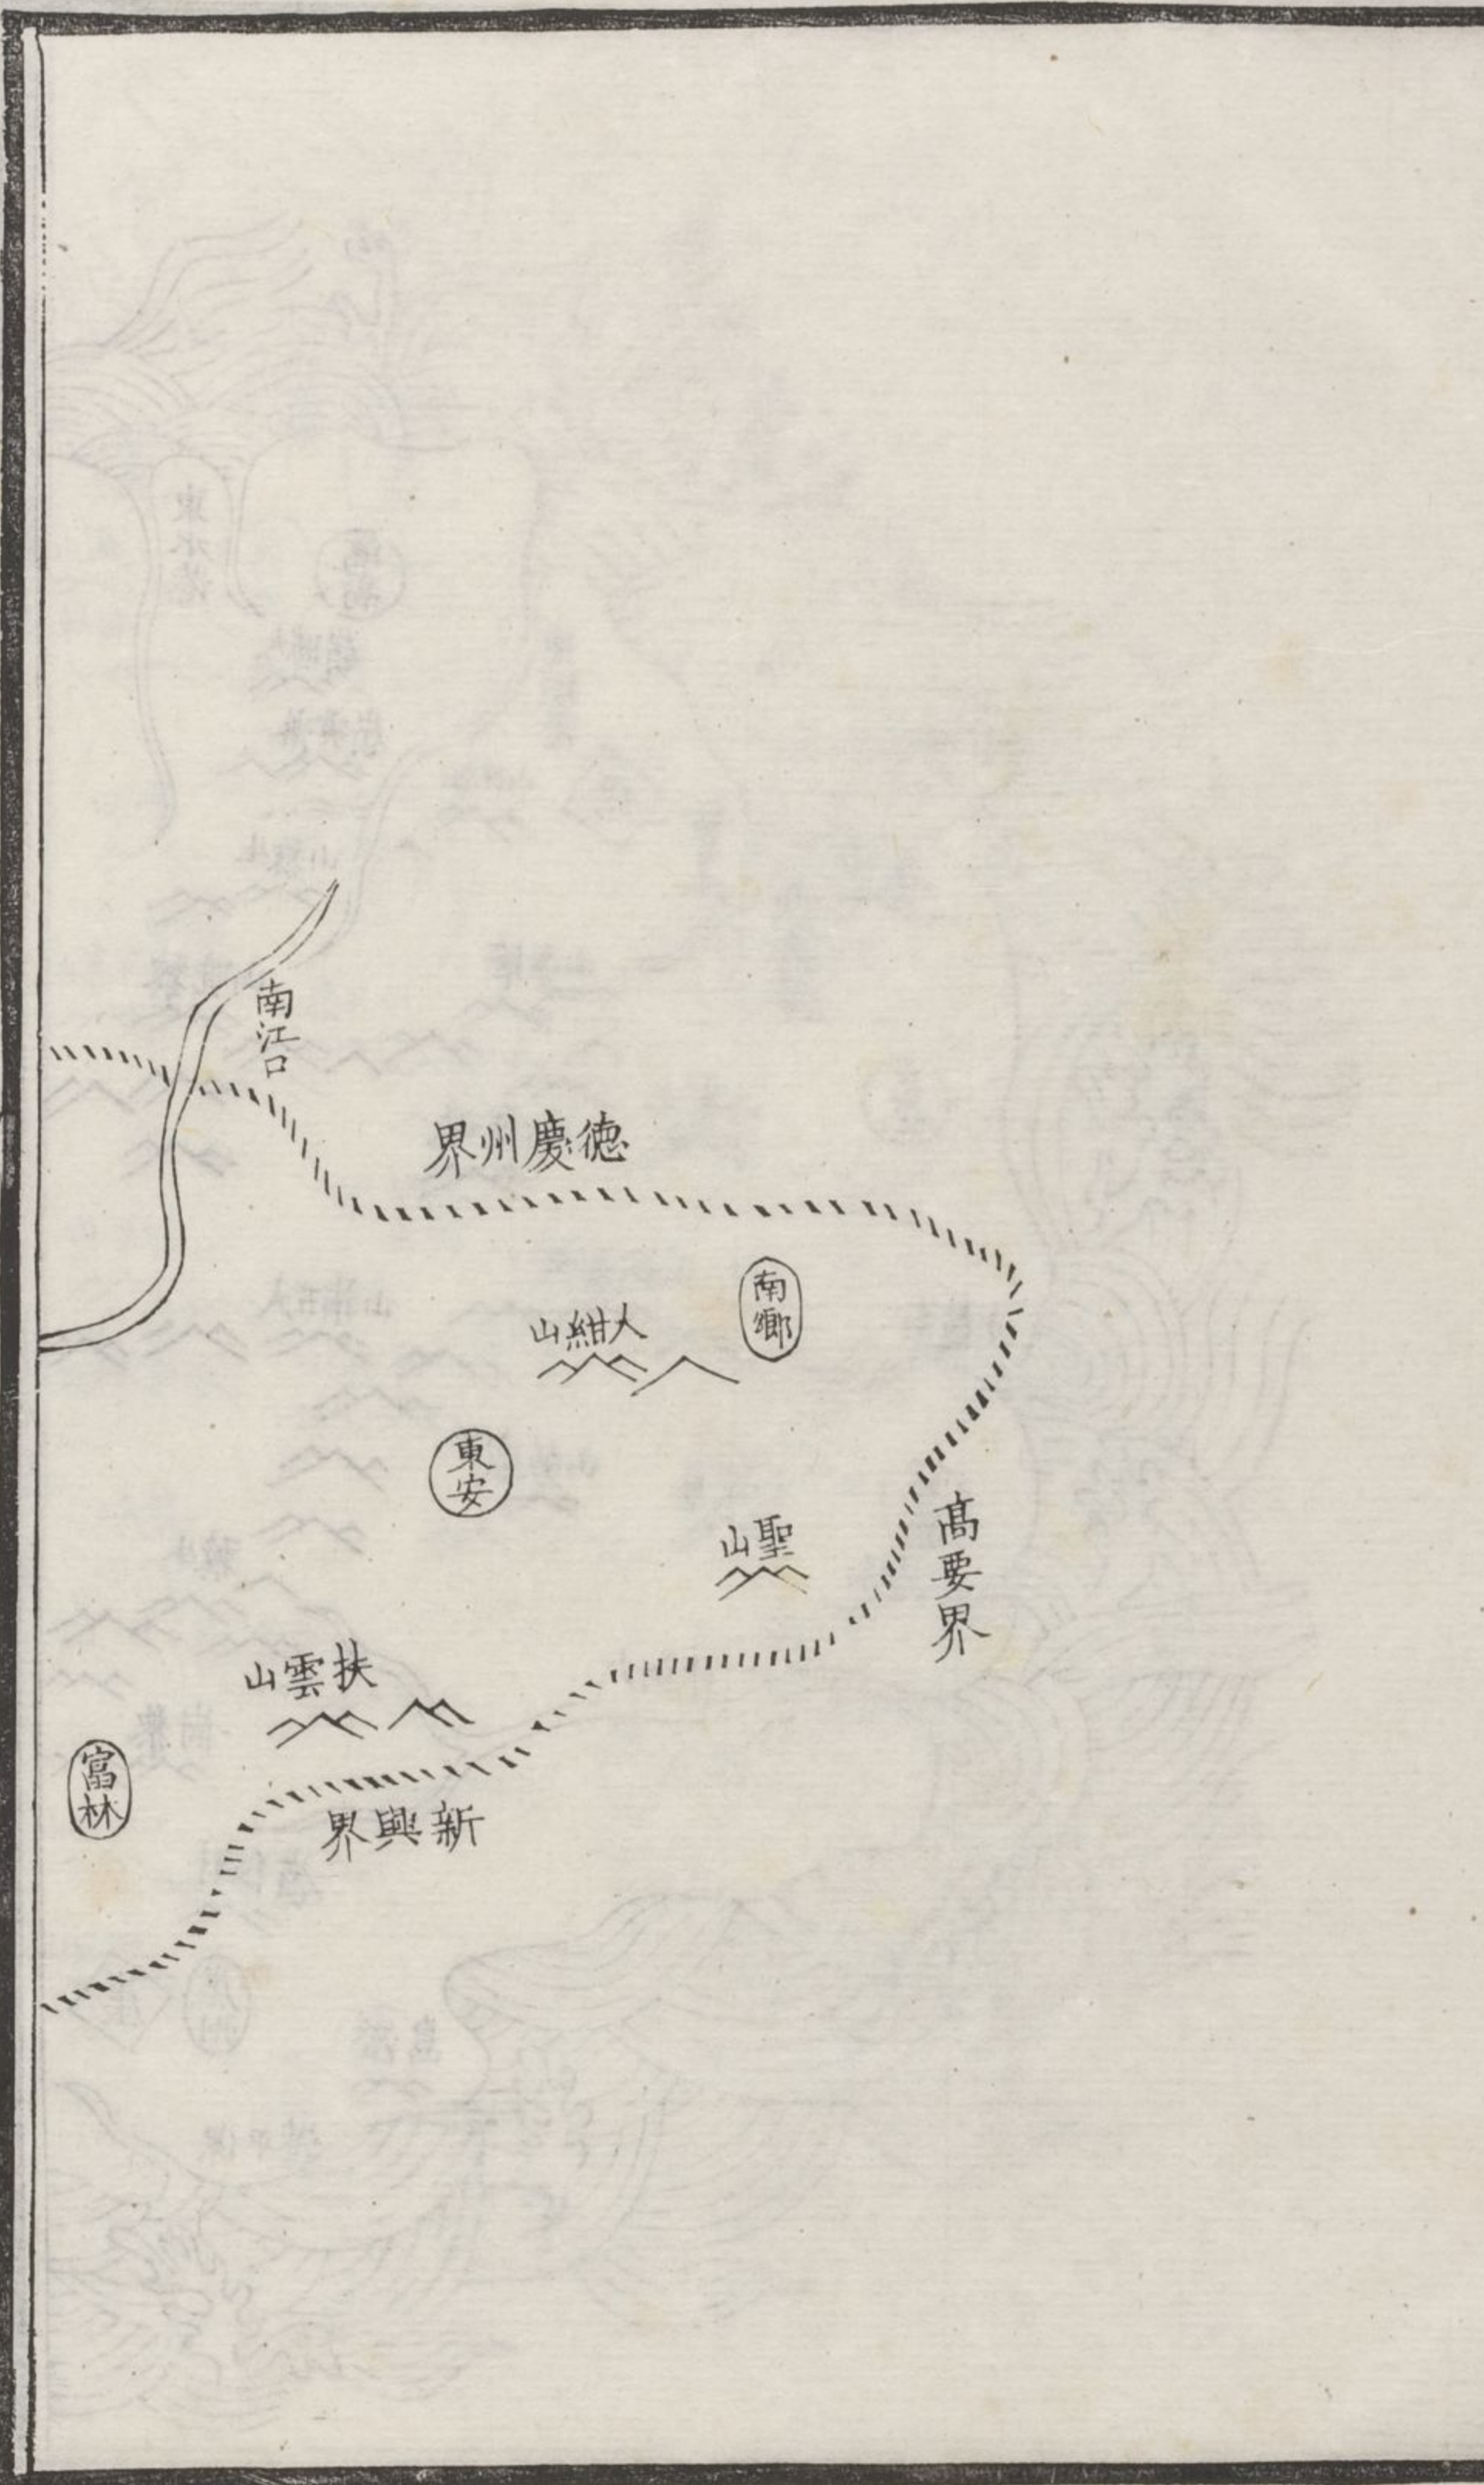 南江口
德慶州界
南鄉
大紺山
東安
聖山
高要界
扶雲山
富林
新興界